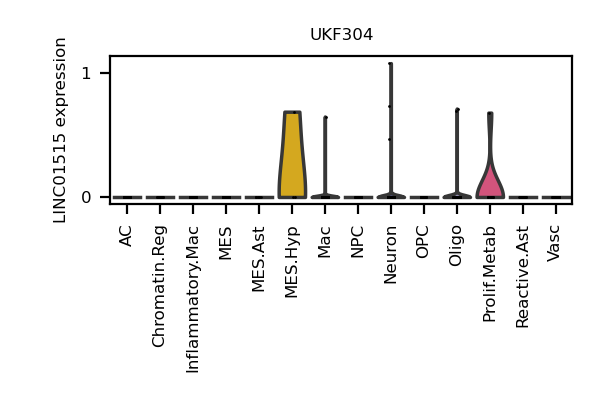 UKF304
LINC01515 expression
1
0
AC
Chromatin.Reg
Inflammatory.Mac
MES
MES.Ast
MES.Hyp
Mac
NPC
Neuron
OPC
Oligo
Prolif.Metab
Reactive.Ast
Vasc